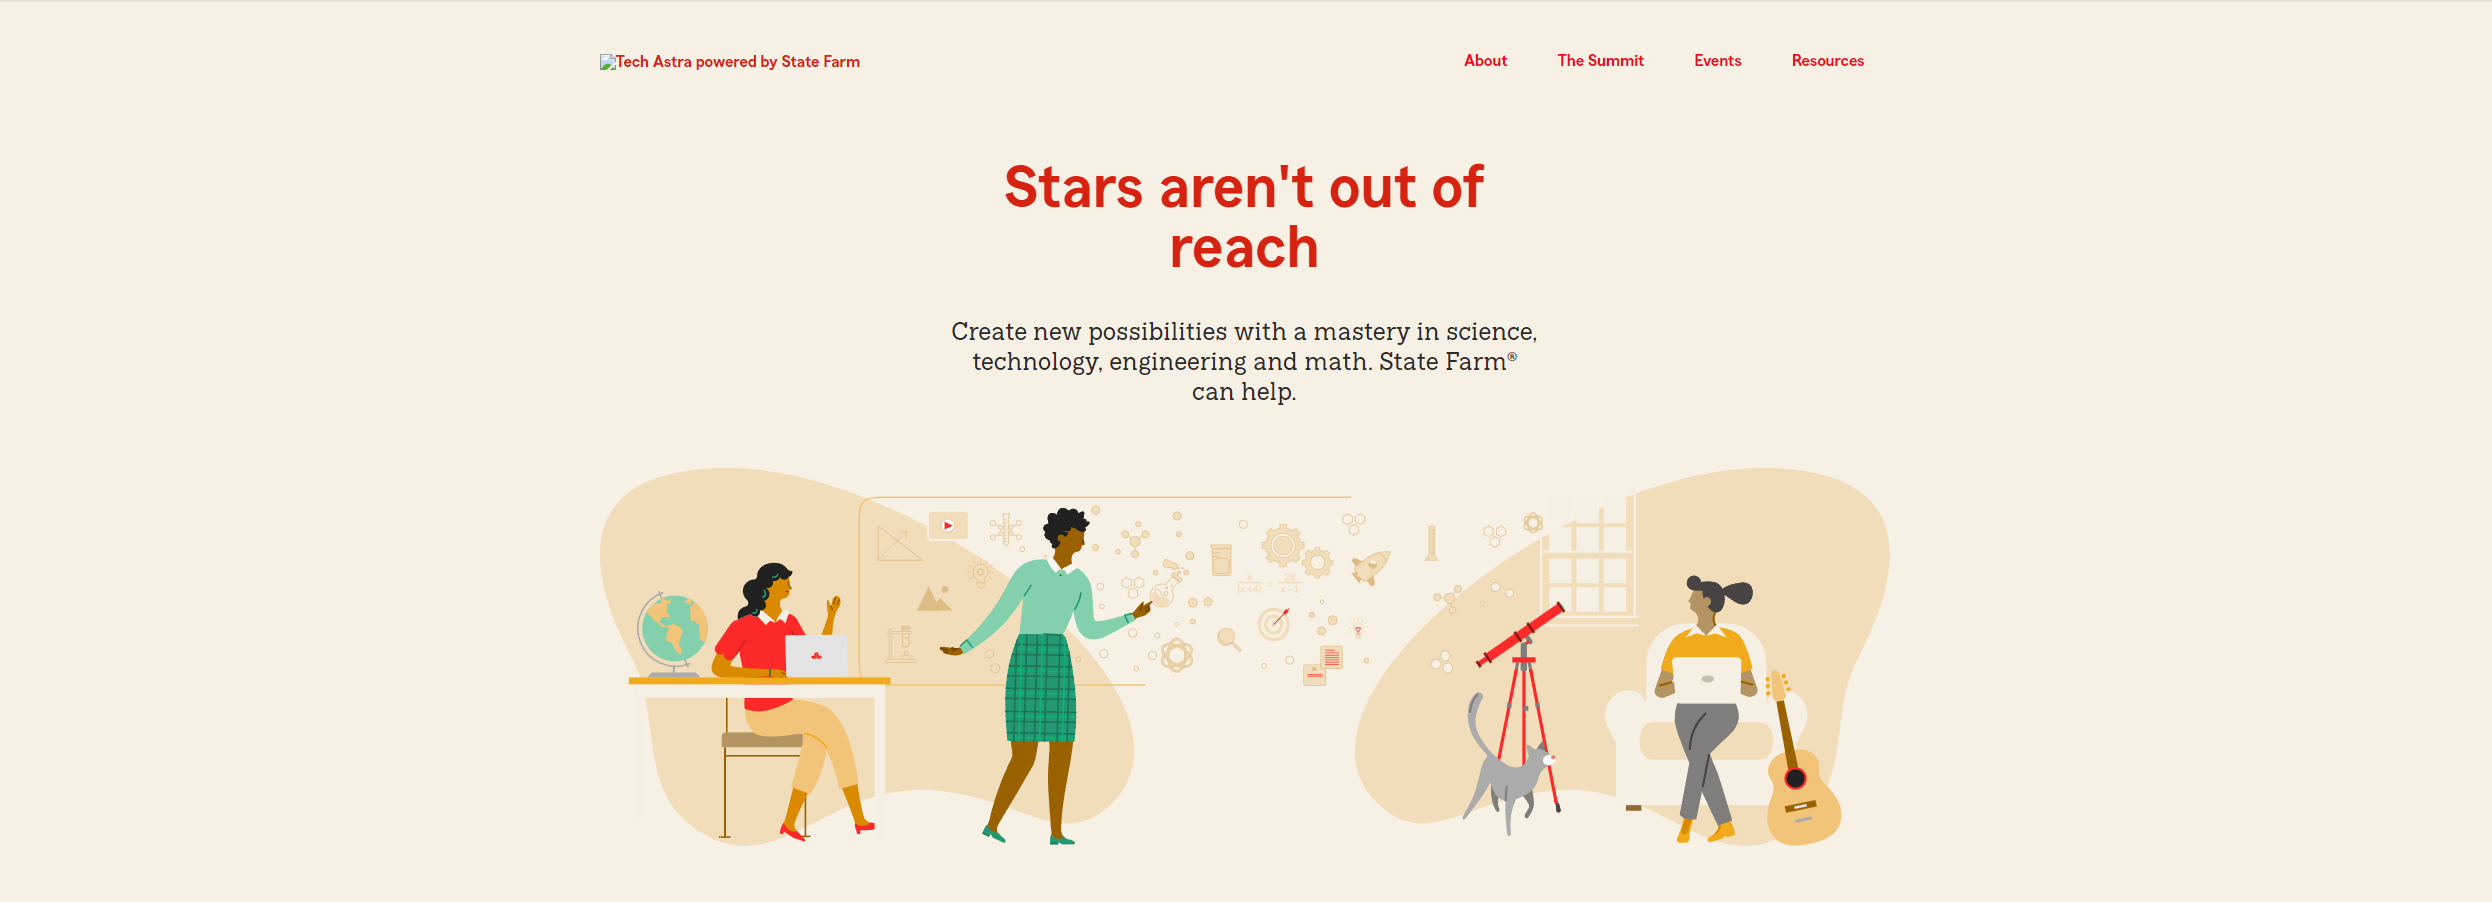 Tech Astra powered by State Farm
About
The Summit
Events
Resources
Stars aren't out of
reach
Create new possibilities with a mastery in science,
technology, engineering and math. State Farm®
can help.